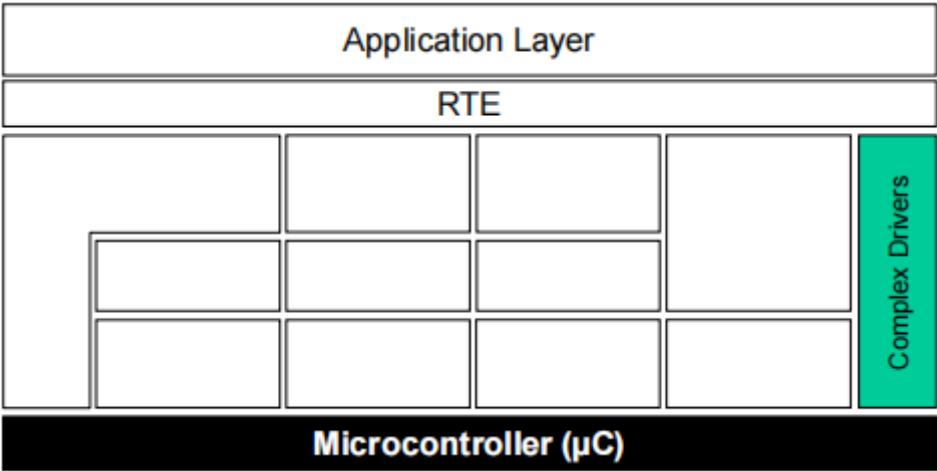 Application Layer
RTE
Complex Drivers
Microcontroller (µC)